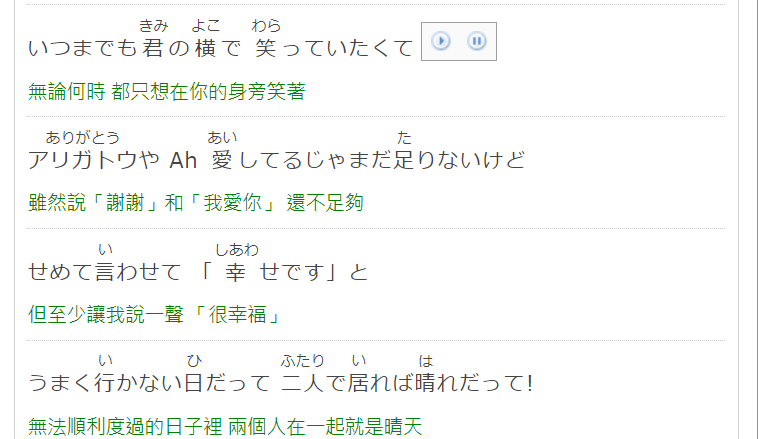 きみ よこ わら
いつまでも君の横で 笑っていたくて
無論何時 都只想在你的身旁笑著
ありがとう あい た
アリガトウや Ah 愛してるじゃまだ足りないけど
雖然說「謝謝」和「我愛你」 還不足夠
い しあわ
せめて言わせて 「幸せです」と
但至少讓我說一聲 「很幸福」
い ひ ふたり い は
うまく行かない日だって 二人で居れば晴れだって!
無法順利度過的日子裡 兩個人在一起就是晴天